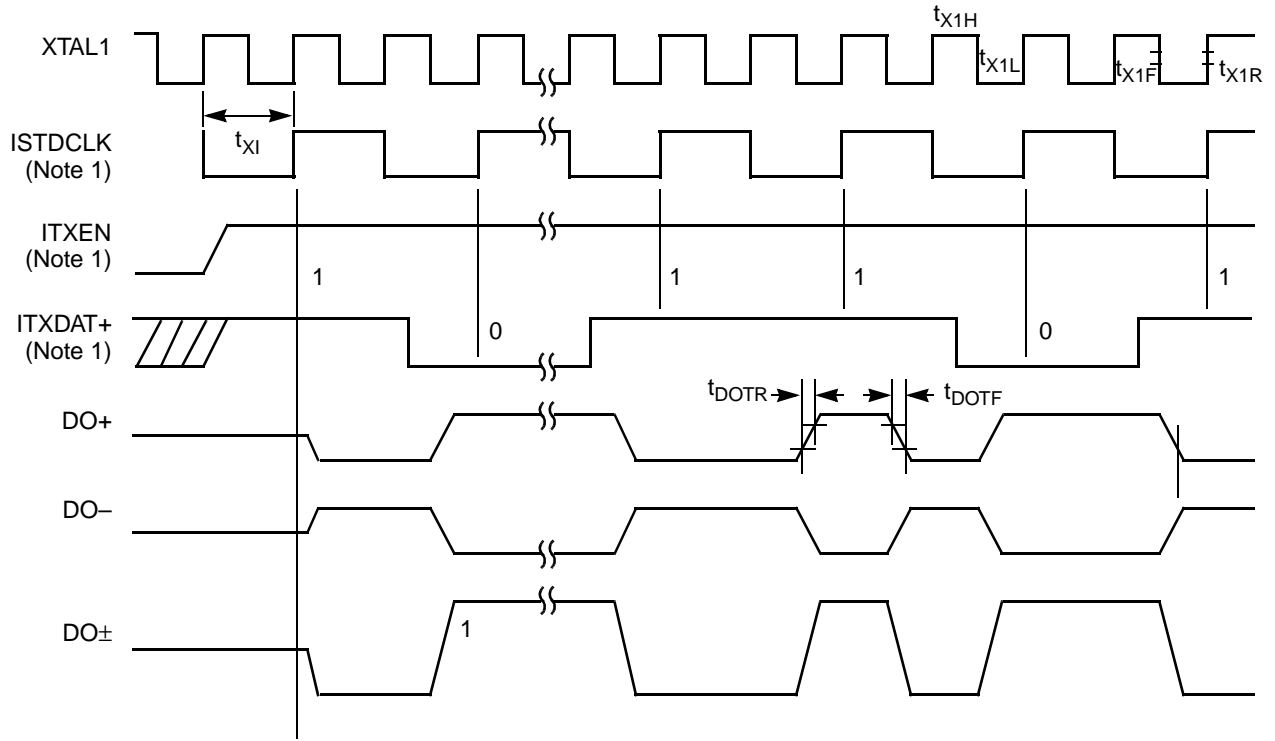 tX1H
XTAL1
tX1L
tX1F
tX1R
tXI
ISTDCLK
(Note 1)
ITXEN
(Note 1)
1 1 1 1
ITXDAT+
(Note 1)
0 0
tDOTR
tDOTF
DO+
DO–
DO±
1